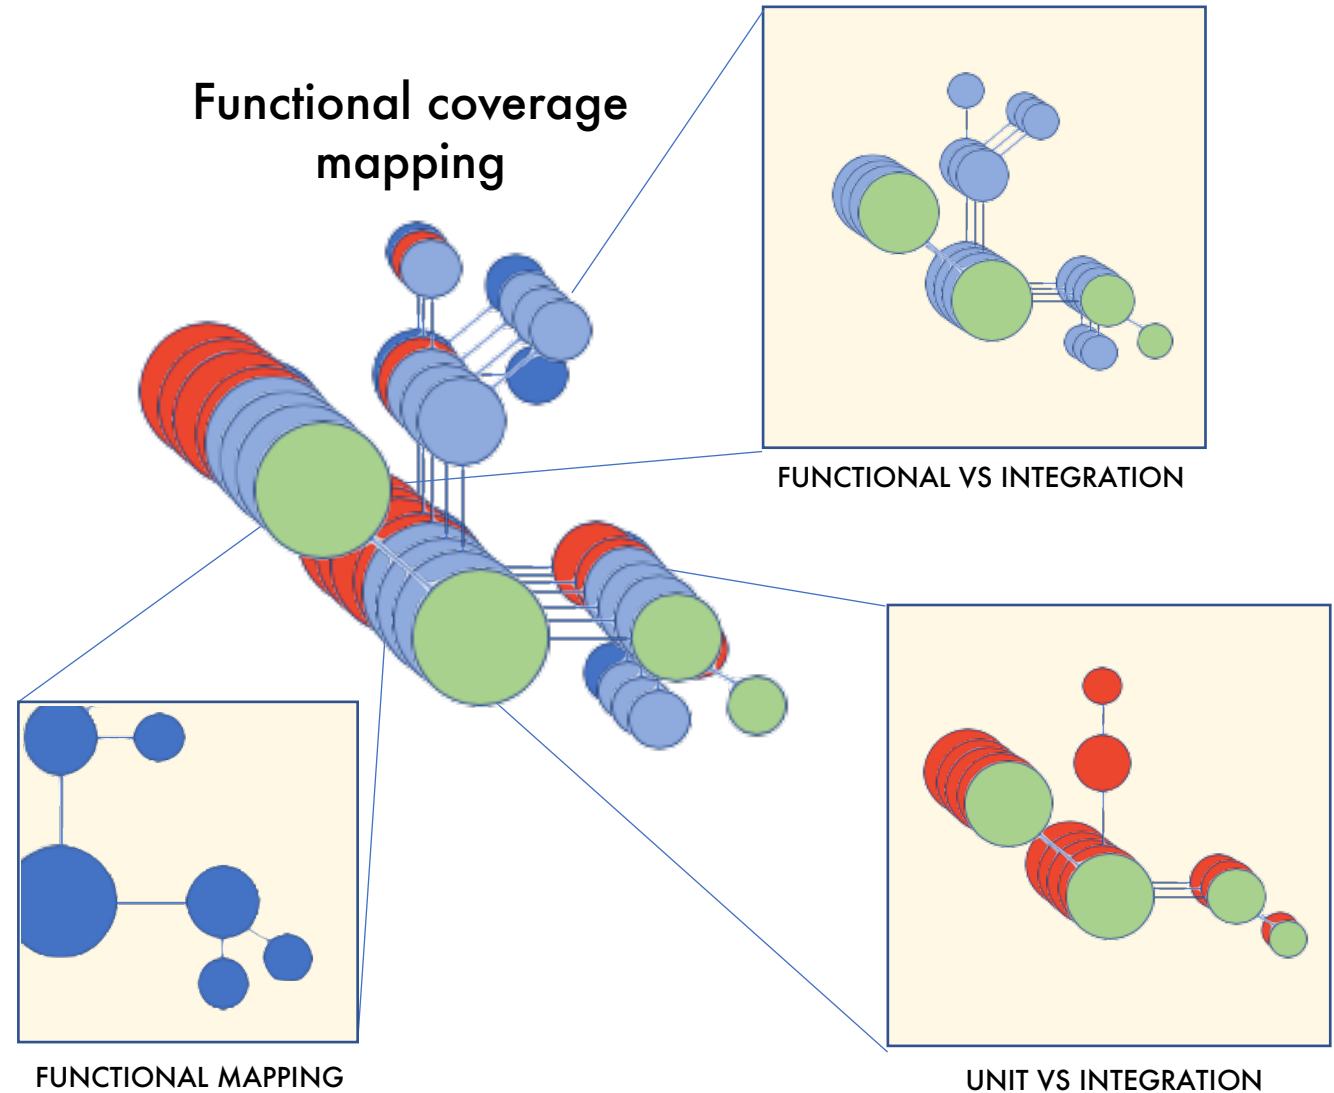 Functional coverage
mapping
FUNCTIONAL VS INTEGRATION
FUNCTIONAL MAPPING
UNIT VS INTEGRATION